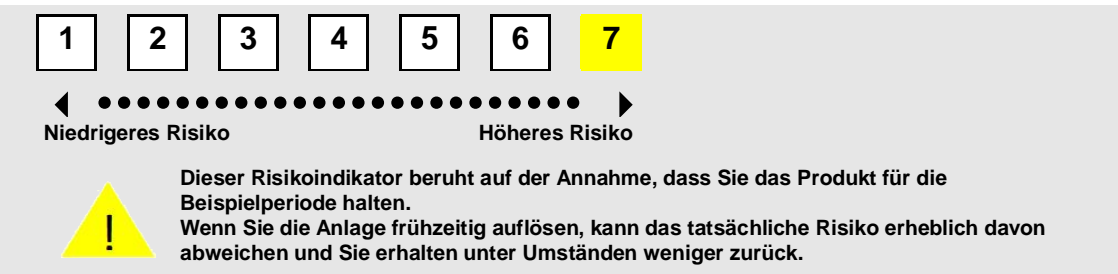 1 2 3 4 5 6 7
Niedrigeres Risiko Höheres Risiko
Dieser Risikoindikator beruht auf der Annahme, dass Sie das Produkt für die
Beispielperiode halten.
!
Wenn Sie die Anlage frühzeitig auflösen, kann das tatsächliche Risiko erheblich davon
abweichen und Sie erhalten unter Umständen weniger zurück.